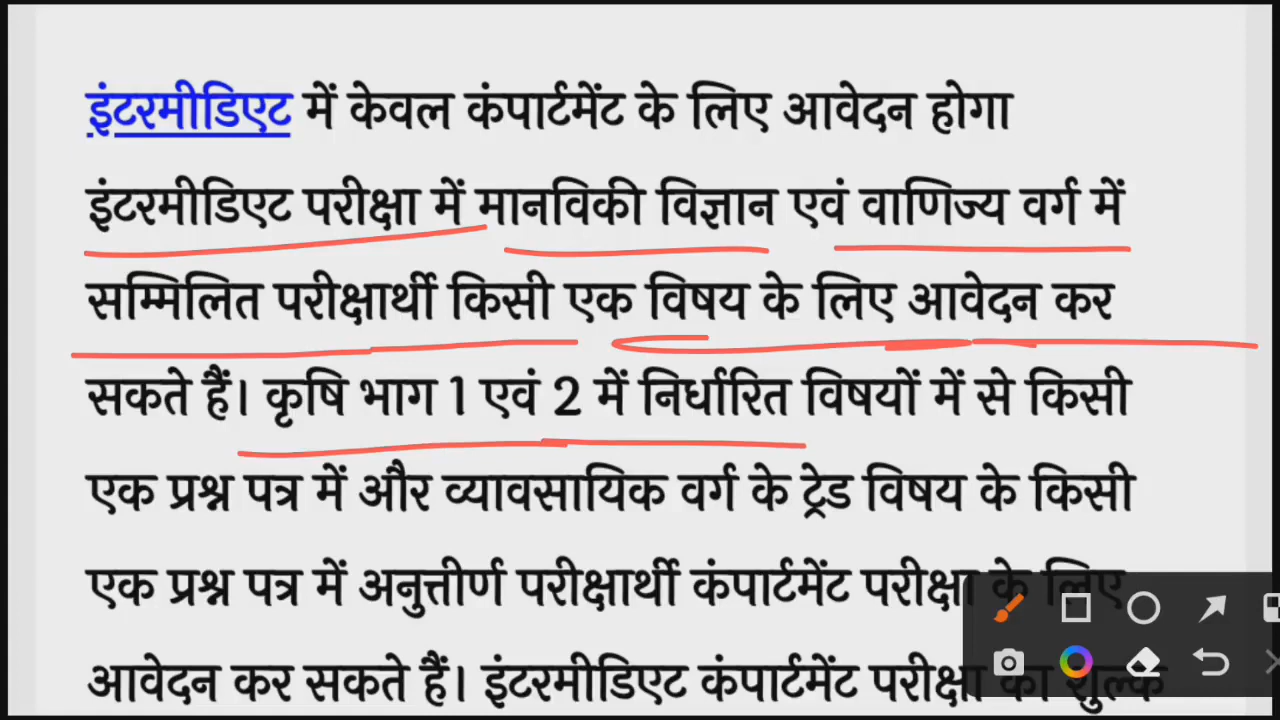 इंटरमीडिएट में केवल कंपार्टमेंट के लिए आवेदन होगा
इंटरमीडिएट परीक्षा में मानविकी विज्ञान एवं वाणिज्य वर्ग में
सम्मिलित परीक्षार्थी किसी एक विषय के लिए आवेदन कर
सकते हैं। कृषि भाग 1 एवं 2 में निर्धारित विषयों में से किसी
एक प्रश्न पत्र में और व्यावसायिक वर्ग के ट्रेड विषय के किसी
एक प्रश्न पत्र में अनुत्तीर्ण परीक्षार्थी कंपार्टमेंट परीक्षा के लिए
आवेदन कर सकते हैं। इंटरमीडिएट कंपार्टमेंट परीक्षा का शुल्क